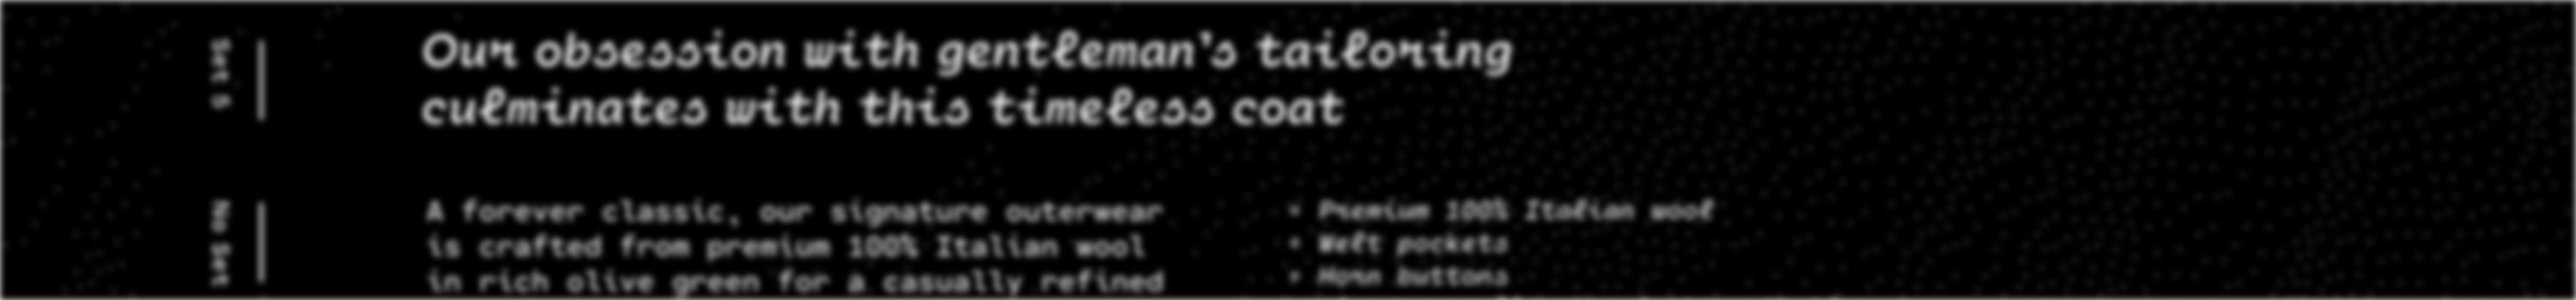 Set 5
Our obsession with gentleman's tailoring
culminates with this timeless coat
No Set
A forever classic, our signature outerwear
is crafted from premium 100% Italian wool
in rich olive green for a casually refined
• Premium 100% Italian wool
• Welt pockets
• Horn buttons